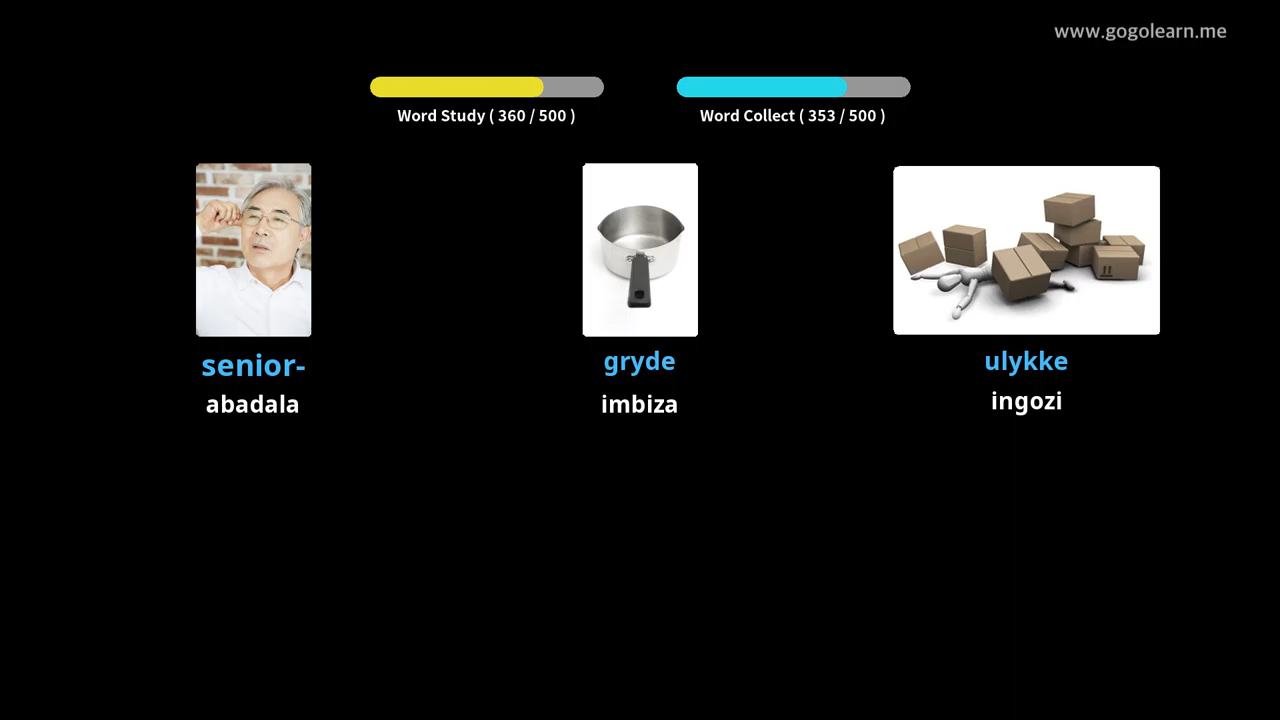 www.gogolearn.me
Word Study ( 360 / 500 )
Word Collect ( 353 / 500 )
senior-
abadala
gryde
imbiza
ulykke
ingozi